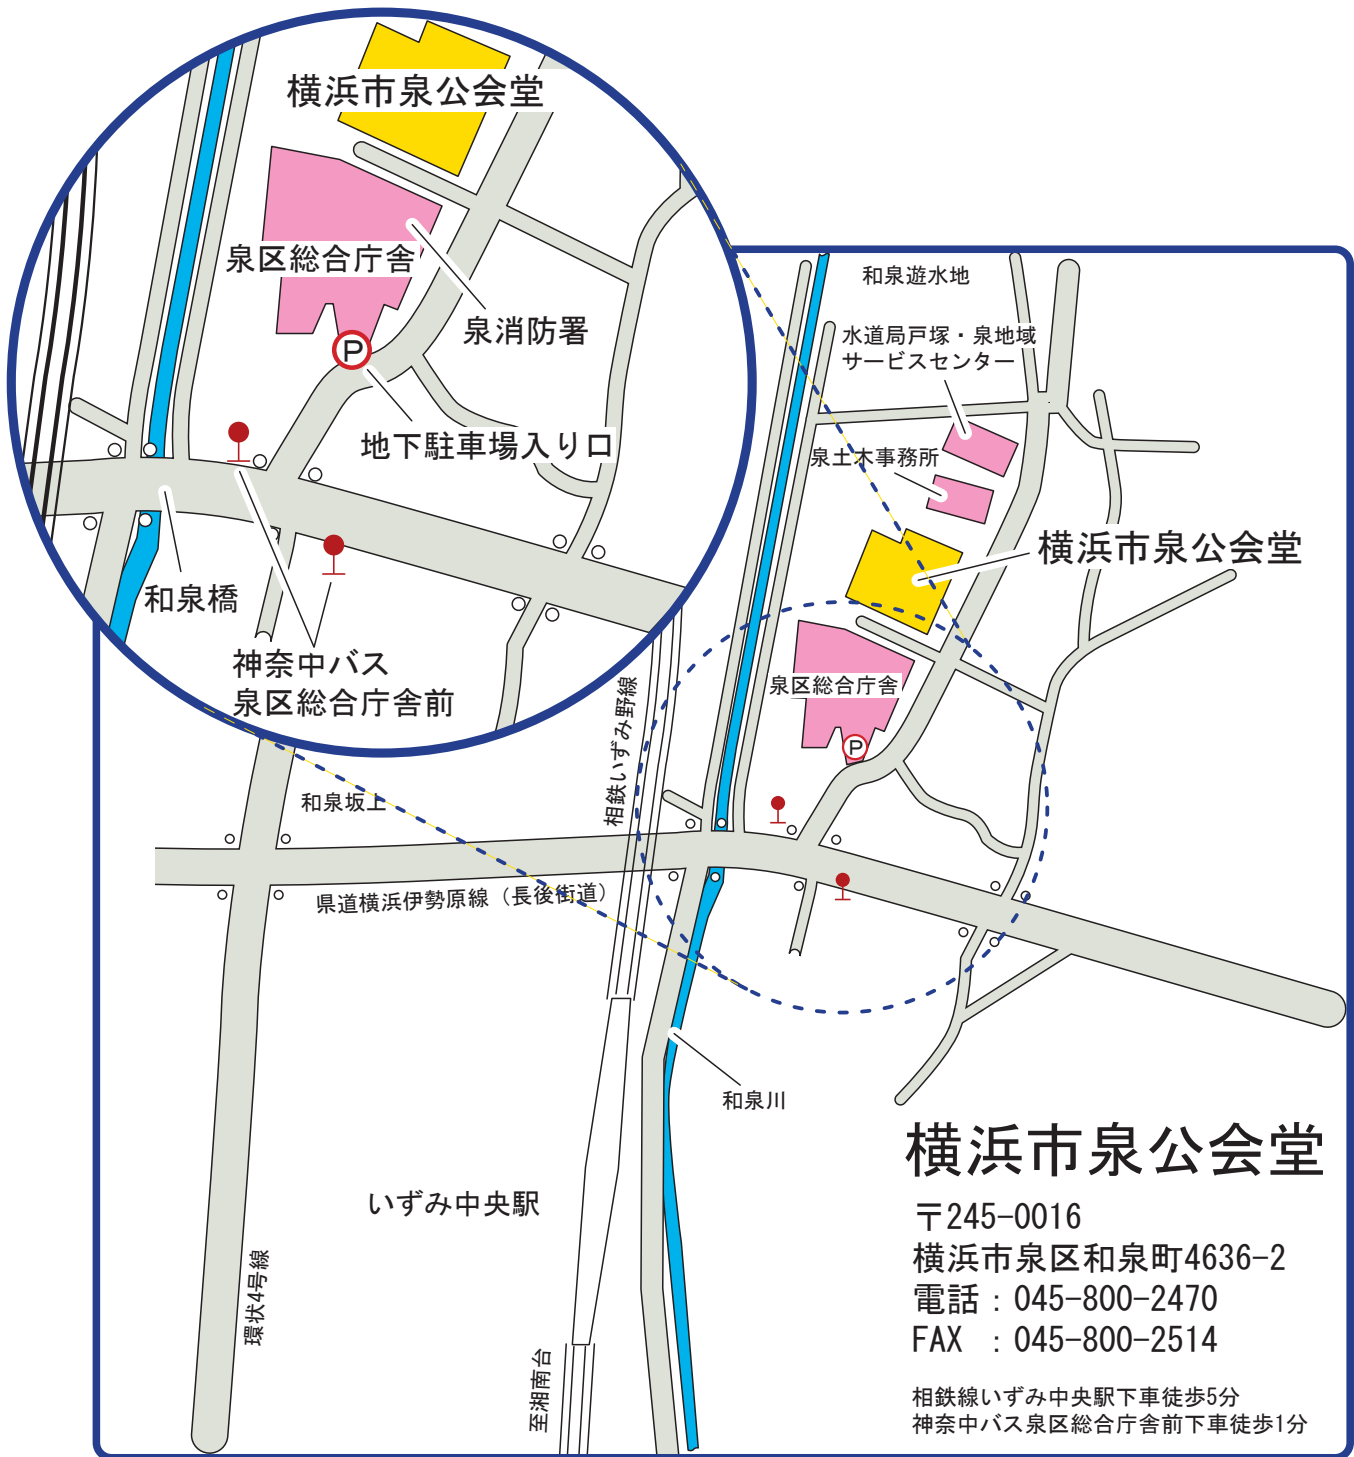 横浜市泉公会堂
泉区総合庁舎
泉消防署
P
地下駐車場入り口
和泉橋
神奈中バス
泉区総合庁舎前
和泉遊水地
水道局戸塚・泉地域
サービスセンター
泉土木事務所
横浜市泉公会堂
泉区総合庁舎
P
相鉄いずみ野線
和泉坂上
県道横浜伊勢原線（長後街道）
和泉川
いずみ中央駅
環状4号線
至湘南台
横浜市泉公会堂
〒245-0016
横浜市泉区和泉町4636-2
電話：045-800-2470
FAX ：045-800-2514
相鉄線いずみ中央駅下車徒歩5分
神奈中バス泉区総合庁舎前下車徒歩1分